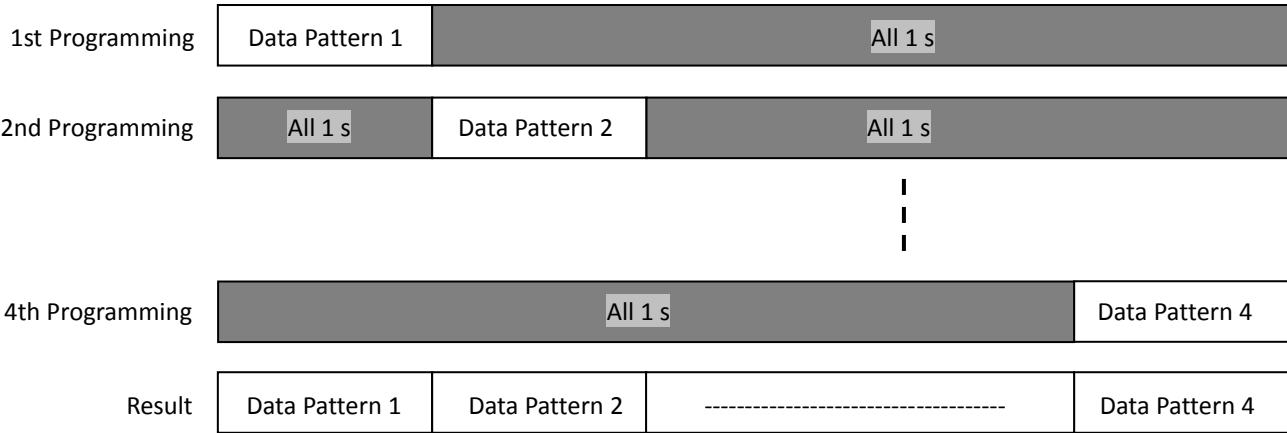 1st Programming Data Pattern 1 All 1 s
2nd Programming All 1 s Data Pattern 2 All 1 s
4th Programming All 1 s Data Pattern 4
Result Data Pattern 1 Data Pattern 2 -------------------------------------- Data Pattern 4